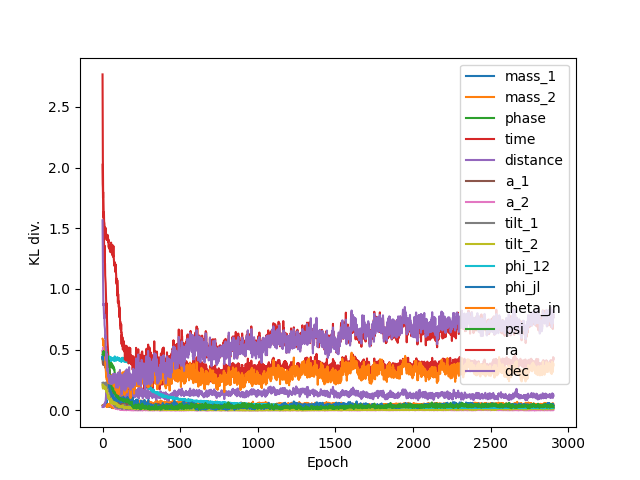 2.5
2.0
1.5
1.0
0.5
0.0
KL div.
0
500
1000
1500
2000
2500
3000
Epoch
mass_1
mass_2
phase
time
distance
a_1
a_2
tilt_1
tilt_2
phi_12
phi_jl
theta_jn
psi
ra
dec